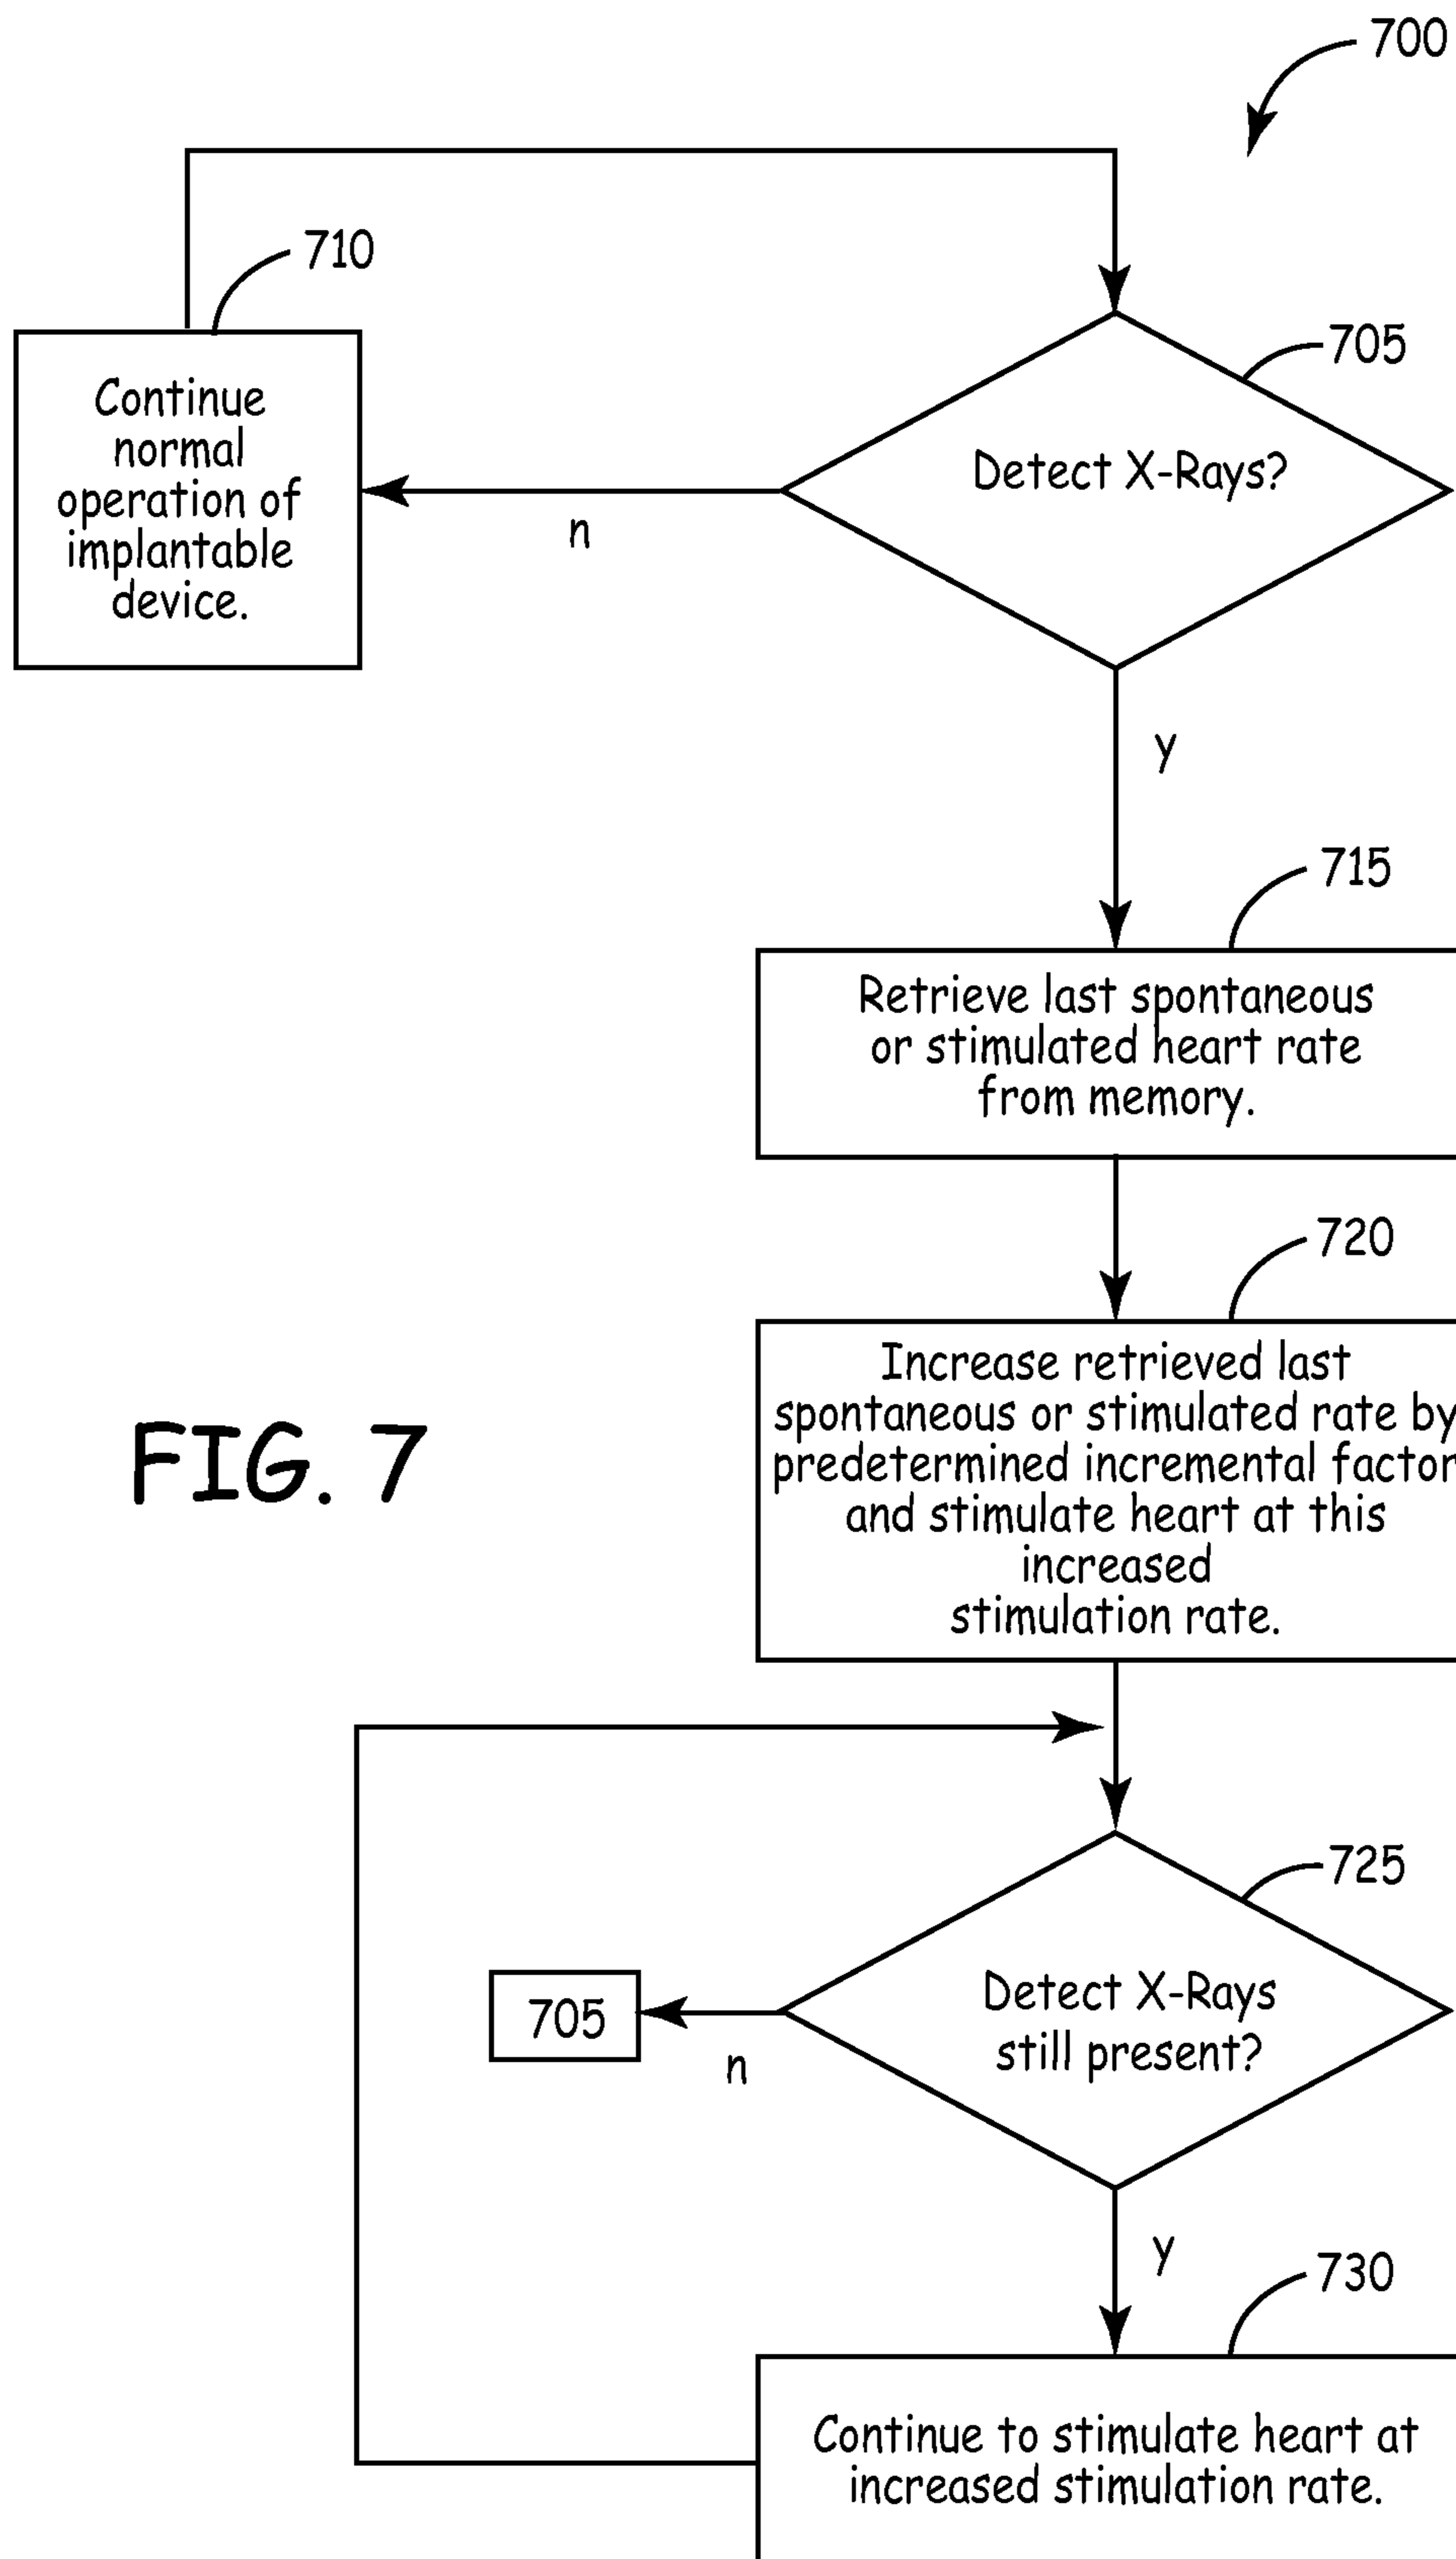 700
710
705
Continue
normal
operation of
implantable
device.
Detect X-Rays?
n
y
715
Retrieve last spontaneous
or stimulated heart rate
from memory.
720
Increase retrieved last
spontaneous or stimulated rate by
predetermined incremental factor
and stimulate heart at this
increased
stimulation rate.
FIG. 7
725
Detect X-Rays
still present?
705
n
y
730
Continue to stimulate heart at
increased stimulation rate.